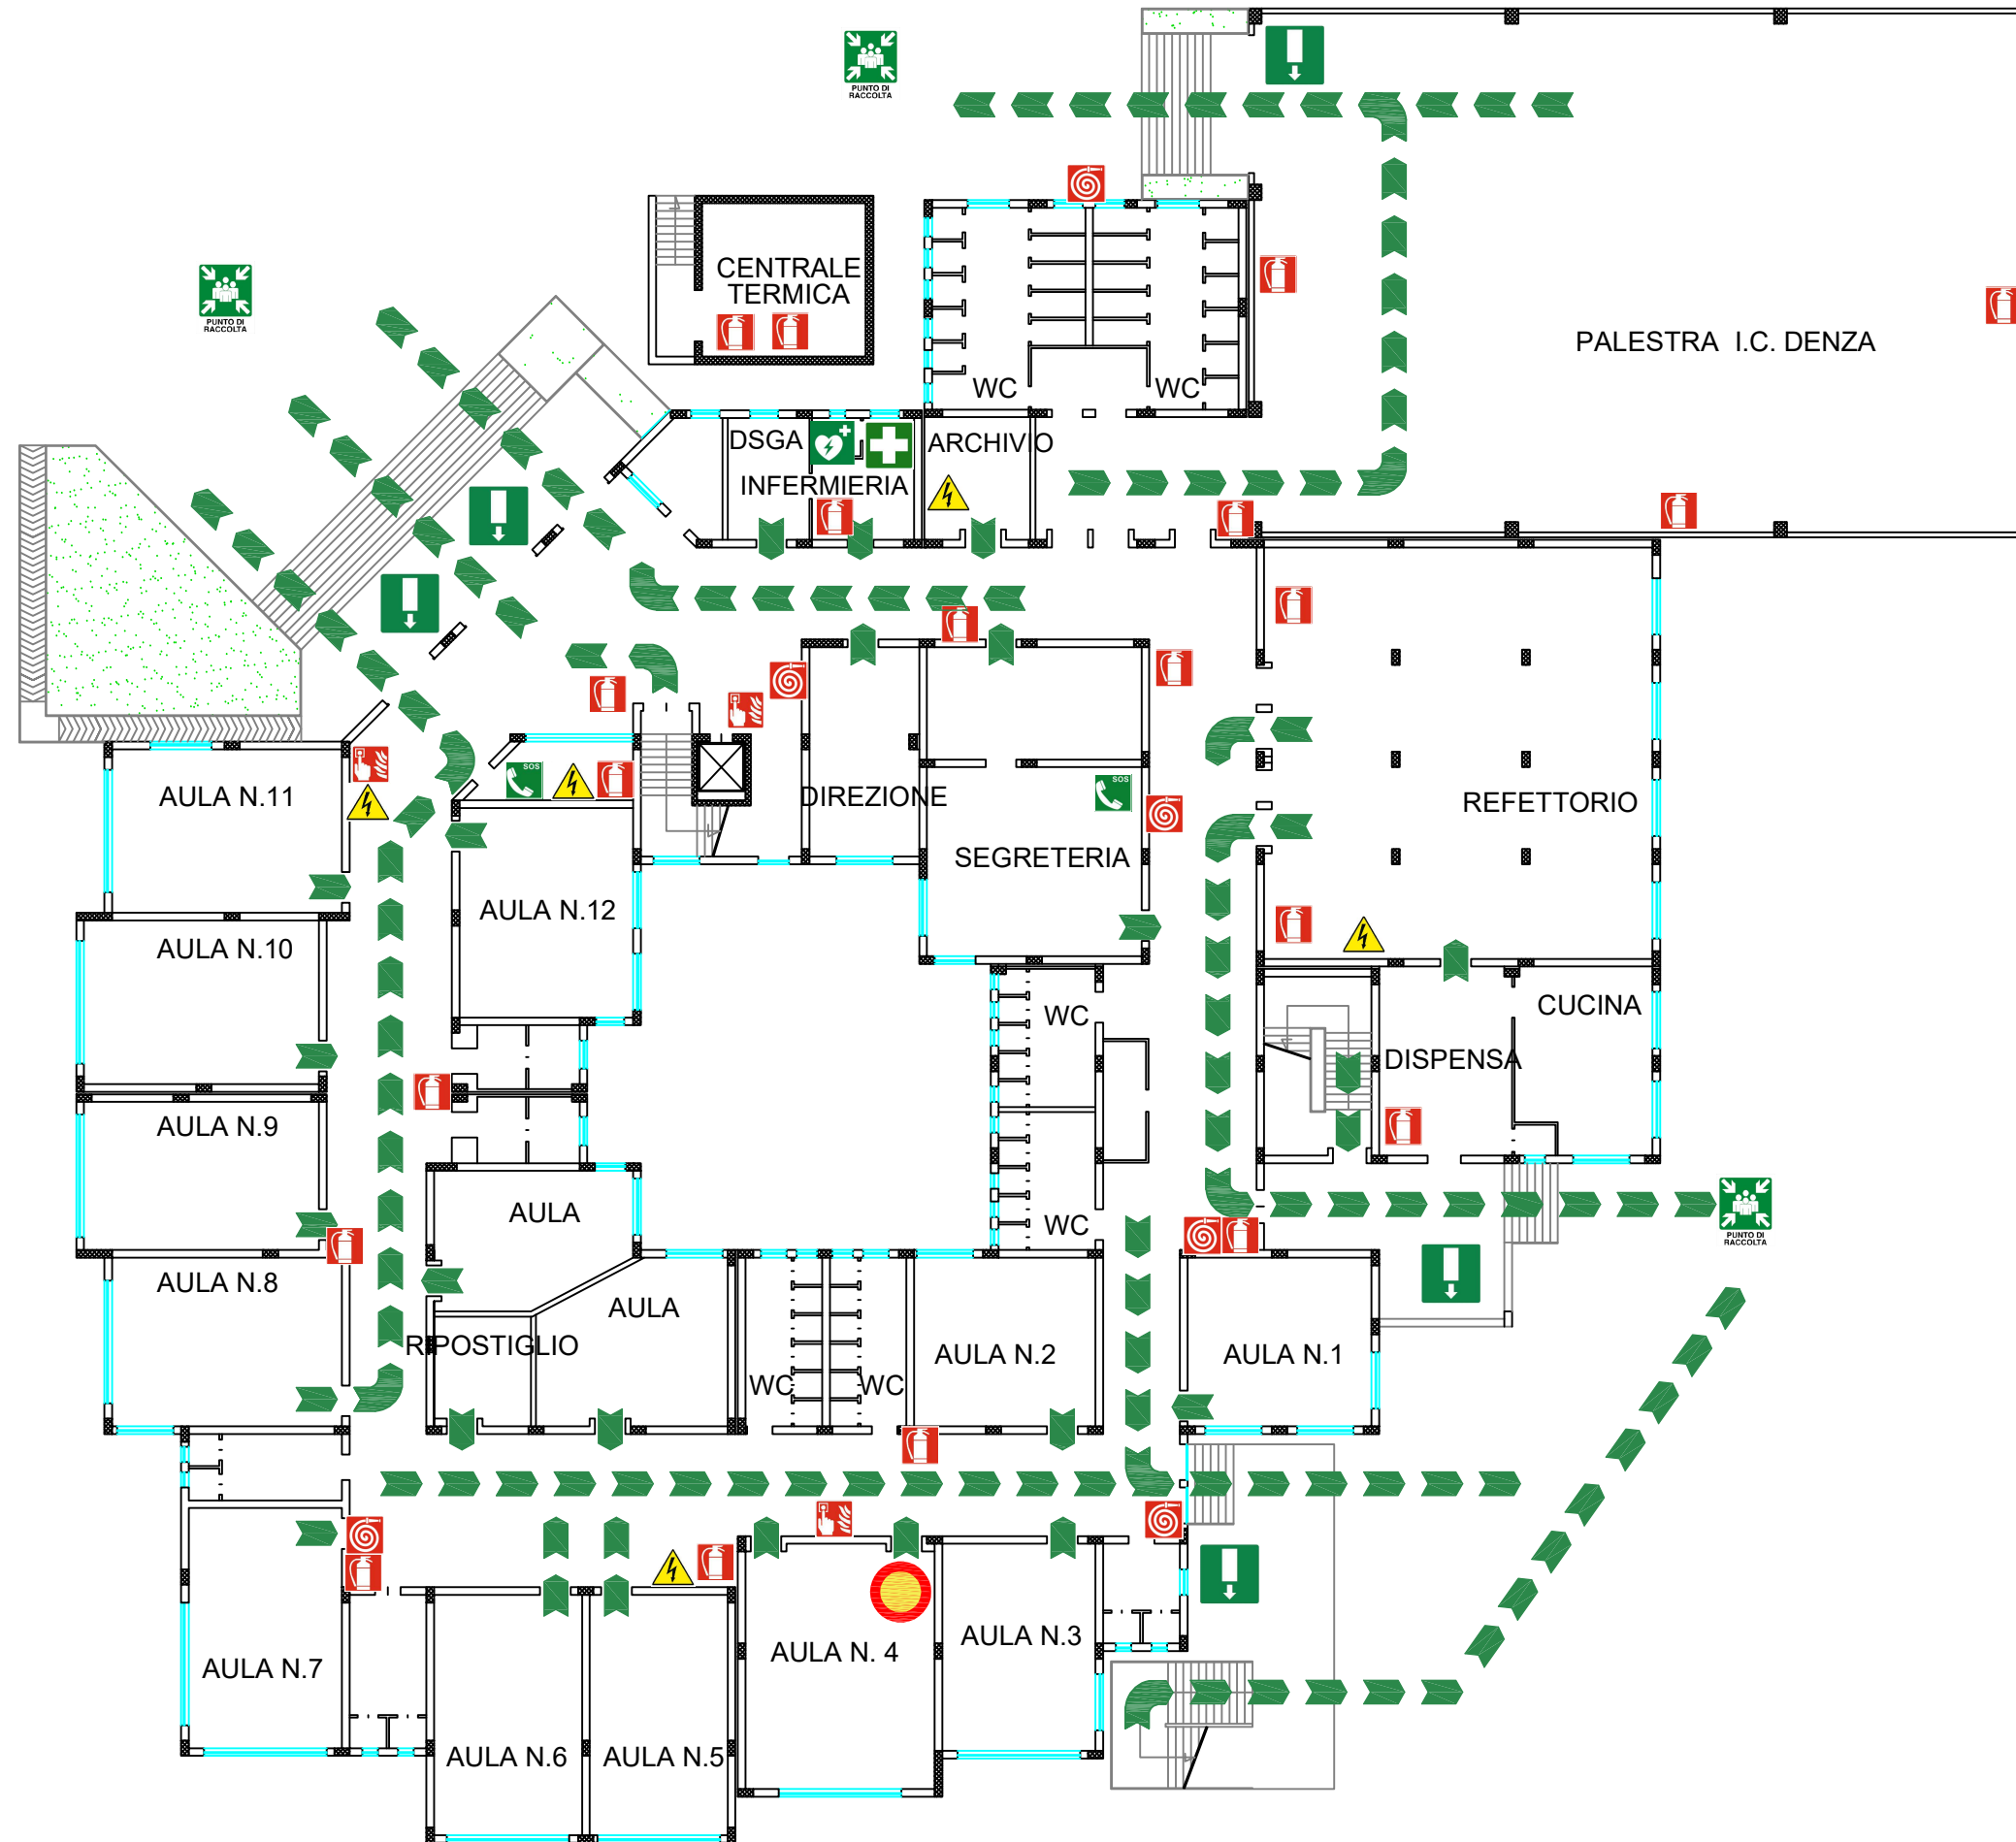 PUNTO DI
RACCOLTA
PUNTO DI
RACCOLTA
CENTRALE
TERMICA
PALESTRA I.C. DENZA
WC
WC
DSGA
ARCHIVIO
INFERMIERIA
SOS
SOS
AULA N.11
DIREZIONE
REFETTORIO
SEGRETERIA
AULA N.12
AULA N.10
CUCINA
WC
DISPENSA
AULA N.9
AULA
WC
PUNTO DI
RACCOLTA
AULA N.8
AULA
RIPOSTIGLIO
AULA N.2
AULA N.1
WC
WC
AULA N.3
AULA N. 4
AULA N.7
AULA N.6
AULA N.5